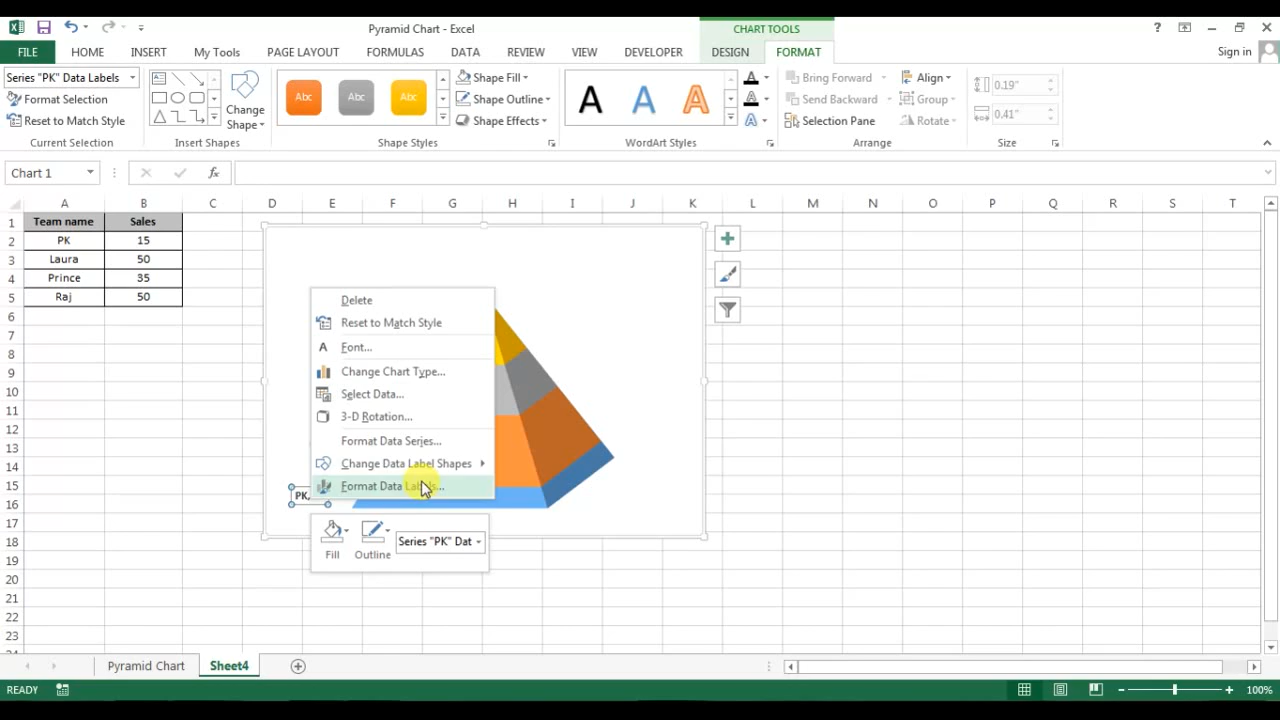 Pyramid Chart - Excel
CHART TOOLS
?
FILE HOME INSERT My Tools PAGE LAYOUT FORMULAS DATA REVIEW VIEW DEVELOPER DESIGN FORMAT Sign in
Series "PK" Data Labels
Format Selection
Reset to Match Style
Current Selection
Change
Shape
Insert Shapes
Abc Abc Abc
Shape Fill
Shape Outline
Shape Effects
Shape Styles
A A A
WordArt Styles
Bring Forward
Send Backward
Selection Pane
Align
Group
Rotate
Arrange
0.19"
0.41"
Size
Chart 1
fx
A B C D E F G H I J K L M N O P Q R S T
1 Team name Sales
2 PK 15
3 Laura 50
4 Prince 35
5 Raj 50
6
7
8
9
10
11
12
13
14
15
16
17
18
19
20
21
22
23
Delete
Reset to Match Style
A Font...
Change Chart Type...
Select Data...
3-D Rotation...
Format Data Series...
Change Data Label Shapes
Format Data
PK,
Fill
Outline
Series "PK" Dat
Pyramid Chart Sheet4
READY
100%